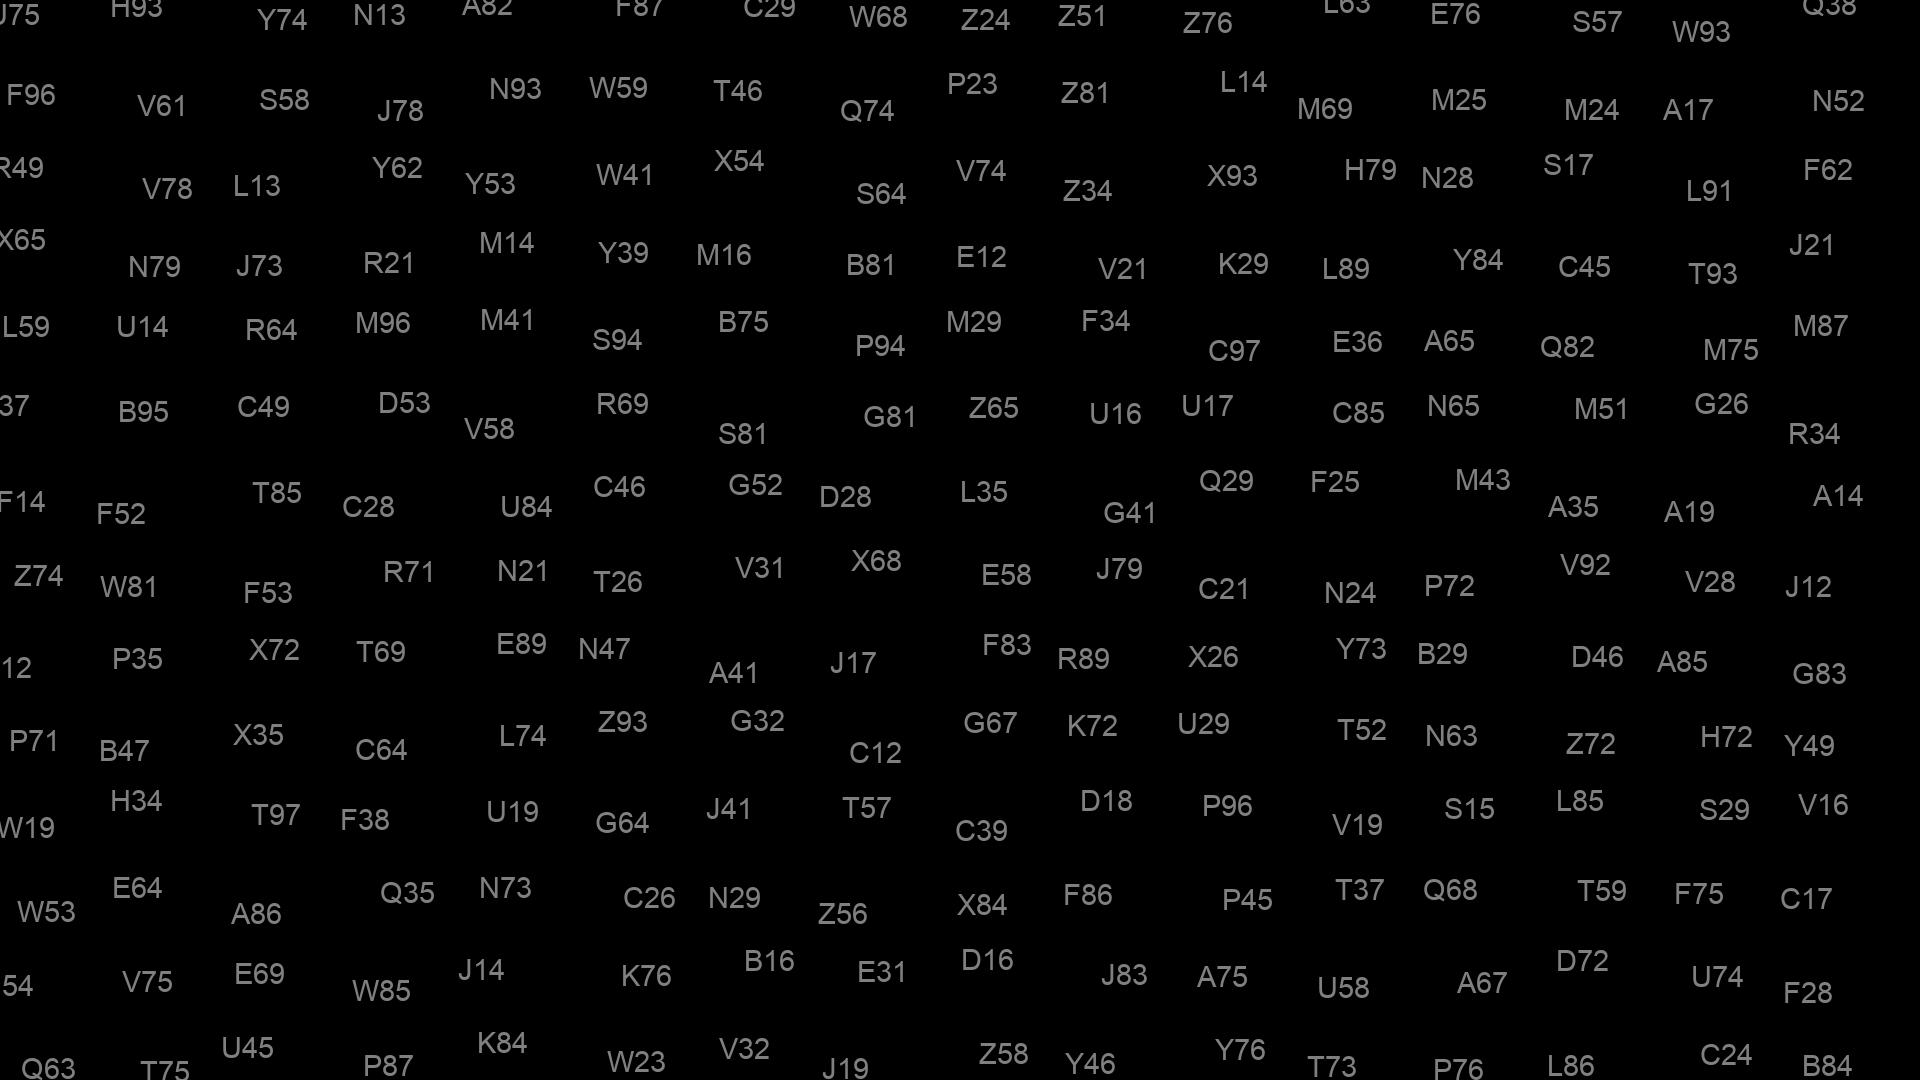 J75 H93 Y74 N13 A82 F87 C29 W68 Z24 Z51 Z76 L63 E76 S57 W93 Q38
F96 V61 S58 J78 N93 W59 T46 Q74 P23 Z81 L14 M69 M25 M24 A17 N52
R49 V78 L13 Y62 Y53 W41 X54 S64 V74 Z34 X93 H79 N28 S17 L91 F62
X65 N79 J73 R21 M14 Y39 M16 B81 E12 V21 K29 L89 Y84 C45 T93 J21
L59 U14 R64 M96 M41 S94 B75 P94 M29 F34 C97 E36 A65 Q82 M75 M87
37 B95 C49 D53 V58 R69 S81 G81 Z65 U16 U17 C85 N65 M51 G26 R34
F14 F52 T85 C28 U84 C46 G52 D28 L35 G41 Q29 F25 M43 A35 A19 A14
Z74 W81 F53 R71 N21 T26 V31 X68 E58 J79 C21 N24 P72 V92 V28 J12
12 P35 X72 T69 E89 N47 A41 J17 F83 R89 X26 Y73 B29 D46 A85 G83
P71 B47 X35 C64 L74 Z93 G32 C12 G67 K72 U29 T52 N63 Z72 H72 Y49
W19 H34 T97 F38 U19 G64 J41 T57 C39 D18 P96 V19 S15 L85 S29 V16
W53 E64 A86 Q35 N73 C26 N29 Z56 X84 F86 P45 T37 Q68 T59 F75 C17
54 V75 E69 W85 J14 K76 B16 E31 D16 J83 A75 U58 A67 D72 U74 F28
Q63 T75 U45 P87 K84 W23 V32 J19 Z58 Y46 Y76 T73 P76 L86 C24 B84